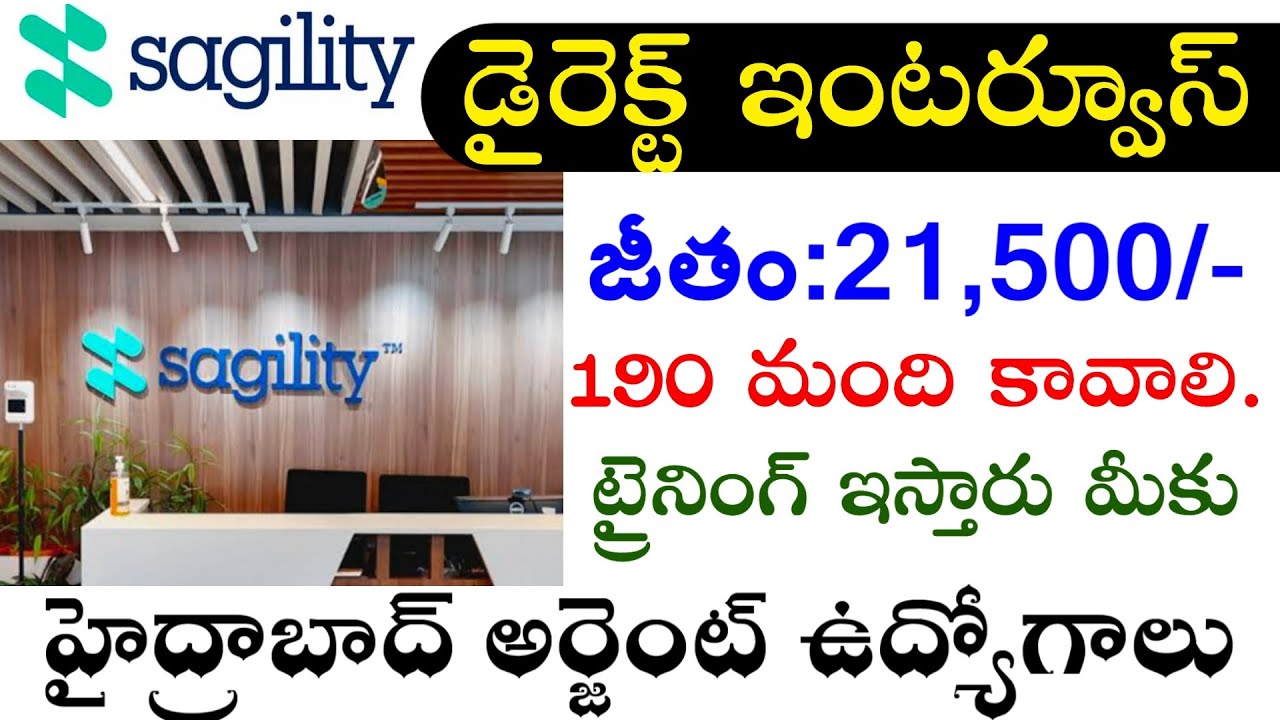 sagility
డైరెక్ట్ ఇంటర్వూస్
sagility™
జీతం:21,500/-
190 మంది కావాలి.
ట్రైనింగ్ ఇస్తారు మీకు
హైద్రాబాద్ అర్జెంట్ ఉద్యోగాలు